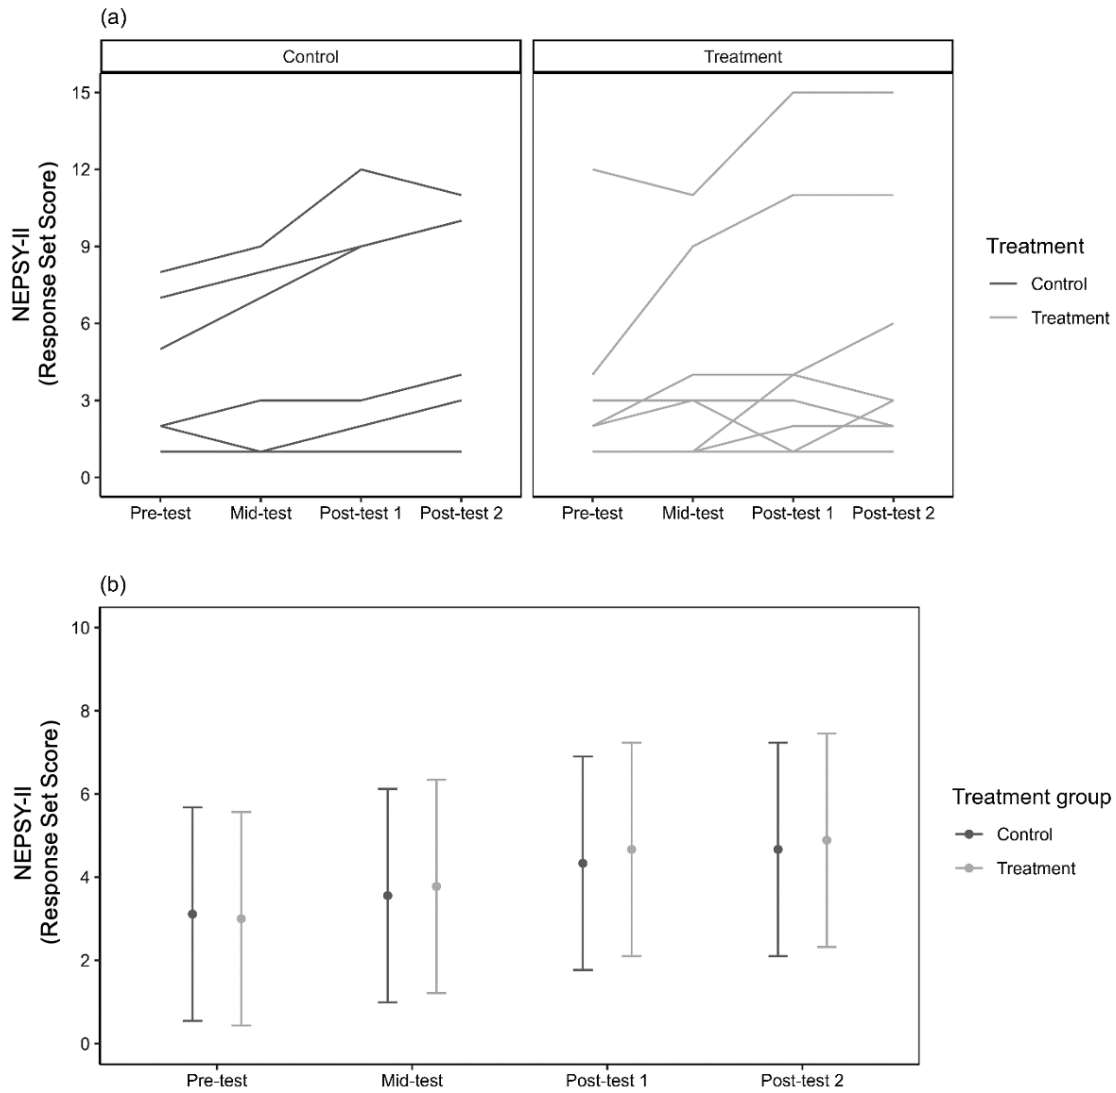 (a)
Control
Treatment
NEPSY-II
(Response Set Score)
15
12
9
6
3
0
Pre-test
Mid-test
Post-test 1
Post-test 2
Pre-test
Mid-test
Post-test 1
Post-test 2
Treatment
Control
Treatment
(b)
NEPSY-II
(Response Set Score)
10
8
6
4
2
0
Pre-test
Mid-test
Post-test 1
Post-test 2
Treatment group
Control
Treatment